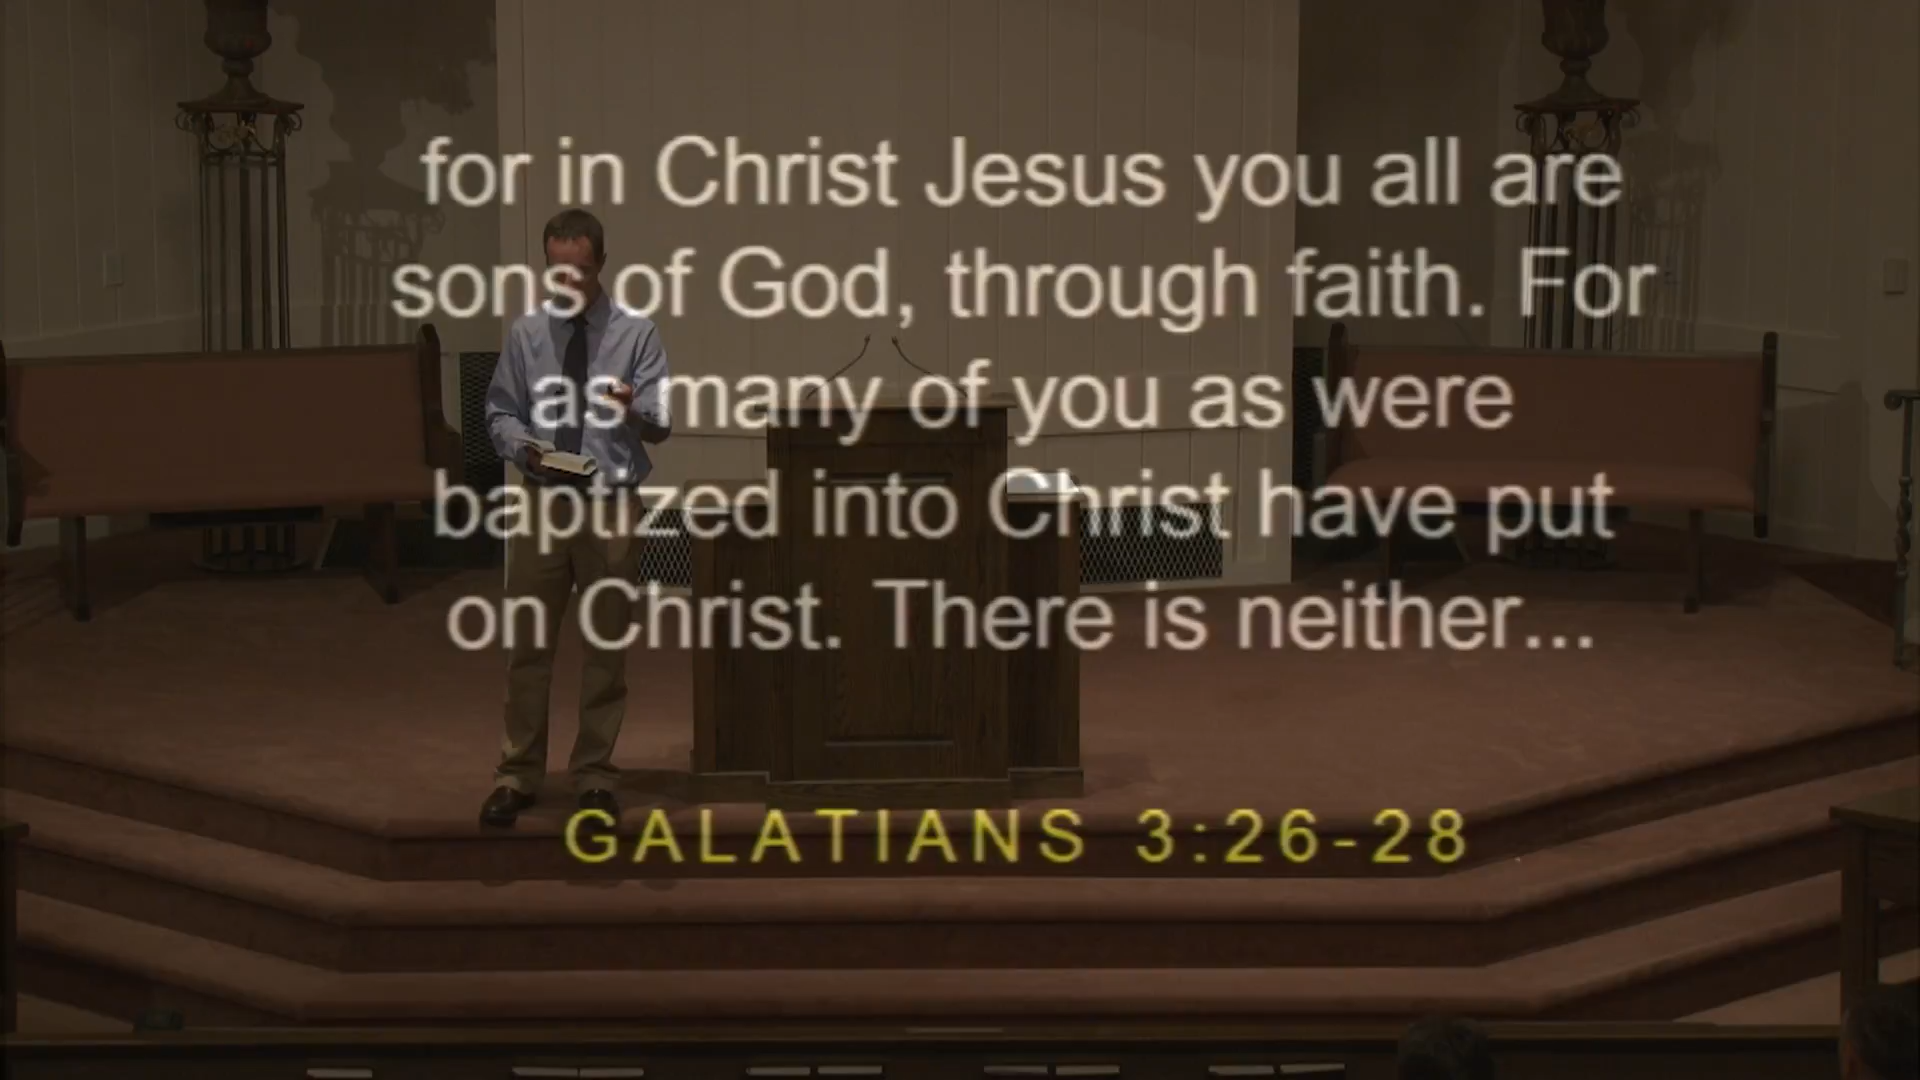 for in Christ Jesus you all are
sons of God, through faith. For
as many of you as were
baptized into Christ have put
on Christ. There is neither...
GALATIANS 3:26-28